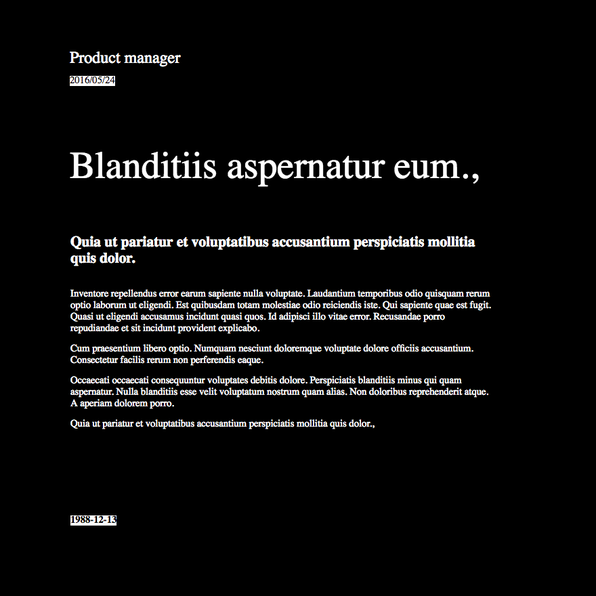 Product manager
2016/05/24
Blanditiis aspernatur eum.,
Quia ut pariatur et voluptatibus accusantium perspiciatis mollitia
quis dolor.
Inventore repellendus error earum sapiente nulla voluptate. Laudantium temporibus odio quisquam rerum
optio laborum ut eligendi. Est quibusdam totam molestiae odio reiciendis iste. Qui sapiente quae est fugit.
Quasi ut eligendi accusamus incidunt quasi quos. Id adipisci illo vitae error. Recusandae porro
repudiandae et sit incidunt provident explicabo.
Cum praesentium libero optio. Numquam nesciunt doloremque voluptate dolore officiis accusantium.
Consectetur facilis rerum non perferendis eaque.
Occaecati occaecati consequuntur voluptates debitis dolore. Perspiciatis blanditiis minus qui quam
aspernatur. Nulla blanditiis esse velit voluptatum nostrum quam alias. Non doloribus reprehenderit atque.
A aperiam dolorem porro.
Quia ut pariatur et voluptatibus accusantium perspiciatis mollitia quis dolor.,
1988-12-13